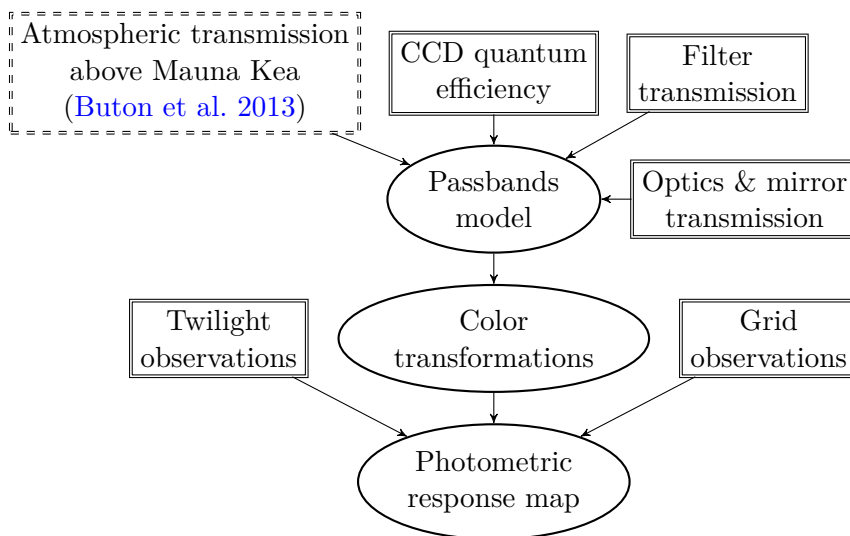 Atmospheric transmission
above Mauna Kea
(Buton et al. 2013)
CCD quantum
efficiency
Filter
transmission
Passbands
model
Optics & mirror
transmission
Twilight
observations
Color
transformations
Grid
observations
Photometric
response map